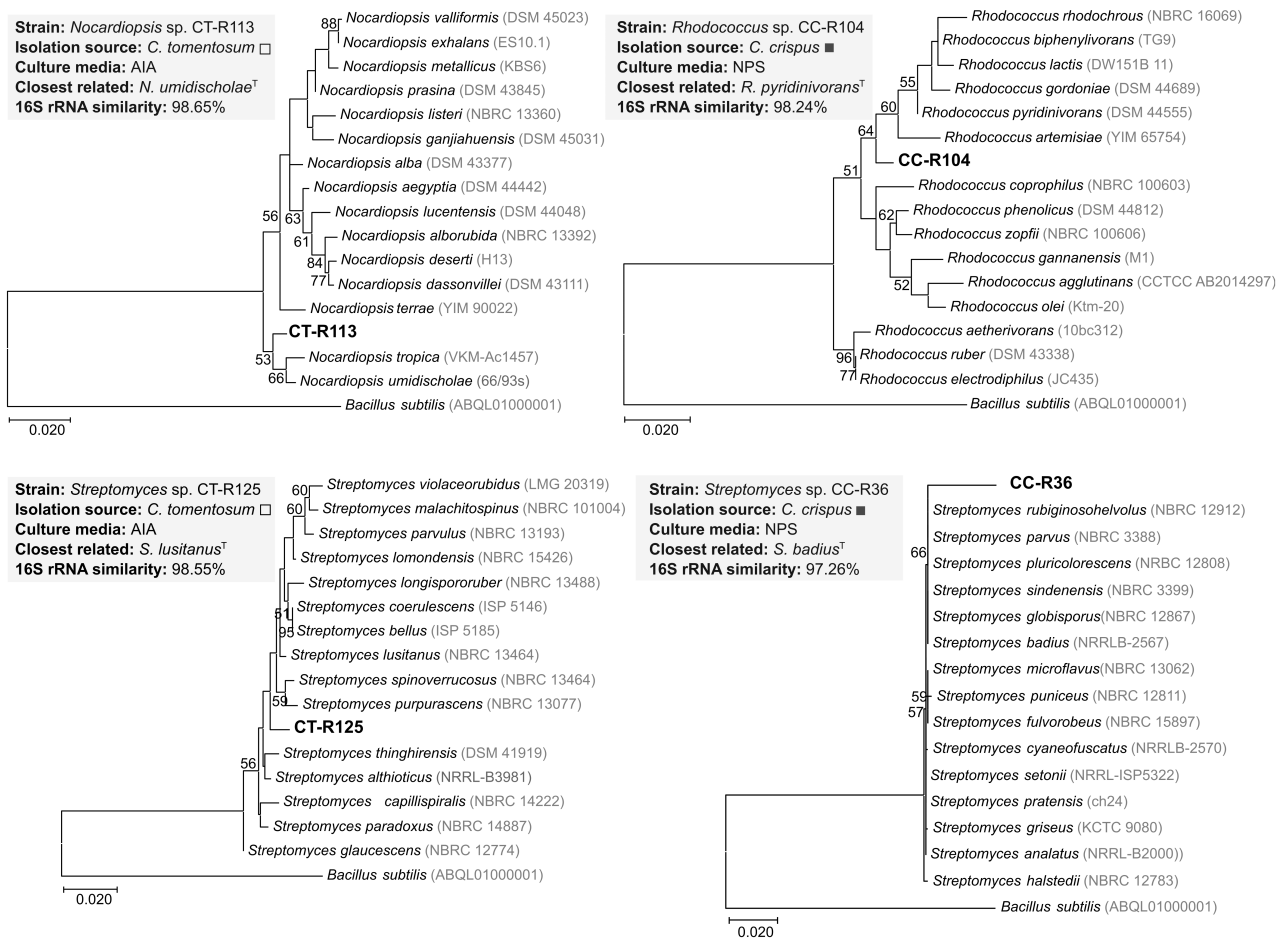 Strain: Nocardiopsis sp. CT-R113
Isolation source: C. tomentosum □
Culture media: AIA
Closest related: N. umidischolaeᵀ
16S rRNA similarity: 98.65%
88
Nocardiopsis valliformis (DSM 45023)
Nocardiopsis exhalans (ES10.1)
Nocardiopsis metallicus (KBS6)
Nocardiopsis prasina (DSM 43845)
Nocardiopsis listeri (NBRC 13360)
Nocardiopsis ganjiahuensis (DSM 45031)
Nocardiopsis alba (DSM 43377)
Nocardiopsis aegyptia (DSM 44442)
56
63
Nocardiopsis lucentensis (DSM 44048)
61
Nocardiopsis alborubida (NBRC 13392)
84
Nocardiopsis deserti (H13)
77
Nocardiopsis dassonvillei (DSM 43111)
Nocardiopsis terrae (YIM 90022)
CT-R113
53
Nocardiopsis tropica (VKM-Ac1457)
66
Nocardiopsis umidischolae (66/93s)
Bacillus subtilis (ABQL01000001)
0.020
Strain: Rhodococcus sp. CC-R104
Isolation source: C. crispus ■
Culture media: NPS
Closest related: R. pyridinivoransᵀ
16S rRNA similarity: 98.24%
Rhodococcus rhodochrous (NBRC 16069)
Rhodococcus biphenylivorans (TG9)
Rhodococcus lactis (DW151B 11)
55
Rhodococcus gordoniae (DSM 44689)
60
Rhodococcus pyridinivorans (DSM 44555)
64
Rhodococcus artemisiae (YIM 65754)
CC-R104
51
Rhodococcus coprophilus (NBRC 100603)
62
Rhodococcus phenolicus (DSM 44812)
Rhodococcus zopfii (NBRC 100606)
Rhodococcus gannanensis (M1)
52
Rhodococcus agglutinans (CCTCC AB2014297)
Rhodococcus olei (Ktm-20)
Rhodococcus aetherivorans (10bc312)
96
Rhodococcus ruber (DSM 43338)
77
Rhodococcus electrodiphilus (JC435)
Bacillus subtilis (ABQL01000001)
0.020
Strain: Streptomyces sp. CT-R125
Isolation source: C. tomentosum □
Culture media: AIA
Closest related: S. lusitanusᵀ
16S rRNA similarity: 98.55%
60
Streptomyces violaceorubidus (LMG 20319)
60
Streptomyces malachitospinus (NBRC 101004)
Streptomyces parvulus (NBRC 13193)
Streptomyces lomondensis (NBRC 15426)
Streptomyces longispororuber (NBRC 13488)
51
Streptomyces coerulescens (ISP 5146)
95
Streptomyces bellus (ISP 5185)
Streptomyces lusitanus (NBRC 13464)
Streptomyces spinoverrucosus (NBRC 13464)
59
Streptomyces purpurascens (NBRC 13077)
CT-R125
Streptomyces thinghirensis (DSM 41919)
56
Streptomyces althioticus (NRRL-B3981)
Streptomyces capillispiralis (NBRC 14222)
Streptomyces paradoxus (NBRC 14887)
Streptomyces glaucescens (NBRC 12774)
Bacillus subtilis (ABQL01000001)
0.020
Strain: Streptomyces sp. CC-R36
Isolation source: C. crispus ■
Culture media: NPS
Closest related: S. badiusᵀ
16S rRNA similarity: 97.26%
CC-R36
Streptomyces rubiginosohelvolus (NBRC 12912)
Streptomyces parvus (NBRC 3388)
66
Streptomyces pluricolorescens (NRBC 12808)
Streptomyces sindenensis (NBRC 3399)
Streptomyces globisporus(NBRC 12867)
Streptomyces badius (NRRLB-2567)
Streptomyces microflavus(NBRC 13062)
59
Streptomyces puniceus (NBRC 12811)
57
Streptomyces fulvorobeus (NBRC 15897)
Streptomyces cyaneofuscatus (NRRLB-2570)
Streptomyces setonii (NRRL-ISP5322)
Streptomyces pratensis (ch24)
Streptomyces griseus (KCTC 9080)
Streptomyces analatus (NRRL-B2000))
Streptomyces halstedii (NBRC 12783)
Bacillus subtilis (ABQL01000001)
0.020